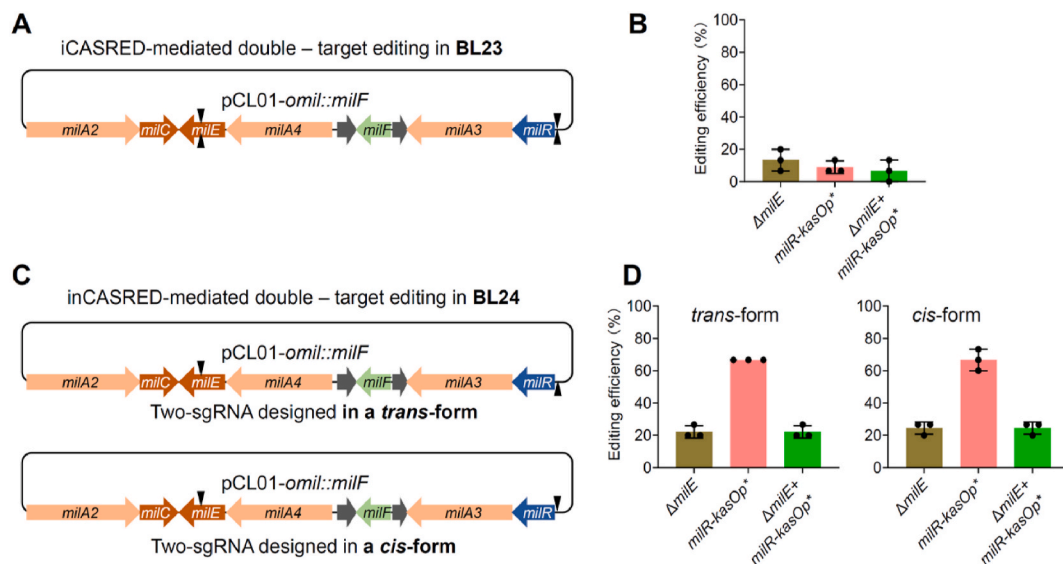 A
iCASRED-mediated double – target editing in BL23
pCL01-omil::milF
milA2 milC milE milA4 milF milA3 milR
B
Editing efficiency (%)
100
80
60
40
20
0
ΔmilE
milR-kasOp*
ΔmilE+
milR-kasOp*
C
inCASRED-mediated double – target editing in BL24
pCL01-omil::milF
milA2 milC milE milA4 milF milA3 milR
Two-sgRNA designed in a trans-form
pCL01-omil::milF
milA2 milC milE milA4 milF milA3 milR
Two-sgRNA designed in a cis-form
D
Editing efficiency (%)
trans-form
100
80
60
40
20
0
ΔmilE
milR-kasOp*
ΔmilE+
milR-kasOp*
cis-form
100
80
60
40
20
0
ΔmilE
milR-kasOp*
ΔmilE+
milR-kasOp*